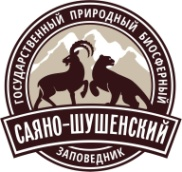 ГОСУДАРСТВЕННЫЙ ПРИРОДНЫЙ БИОСФЕРНЫЙ
САЯНО-ШУШЕНСКИЙ
ЗАПОВЕДНИК